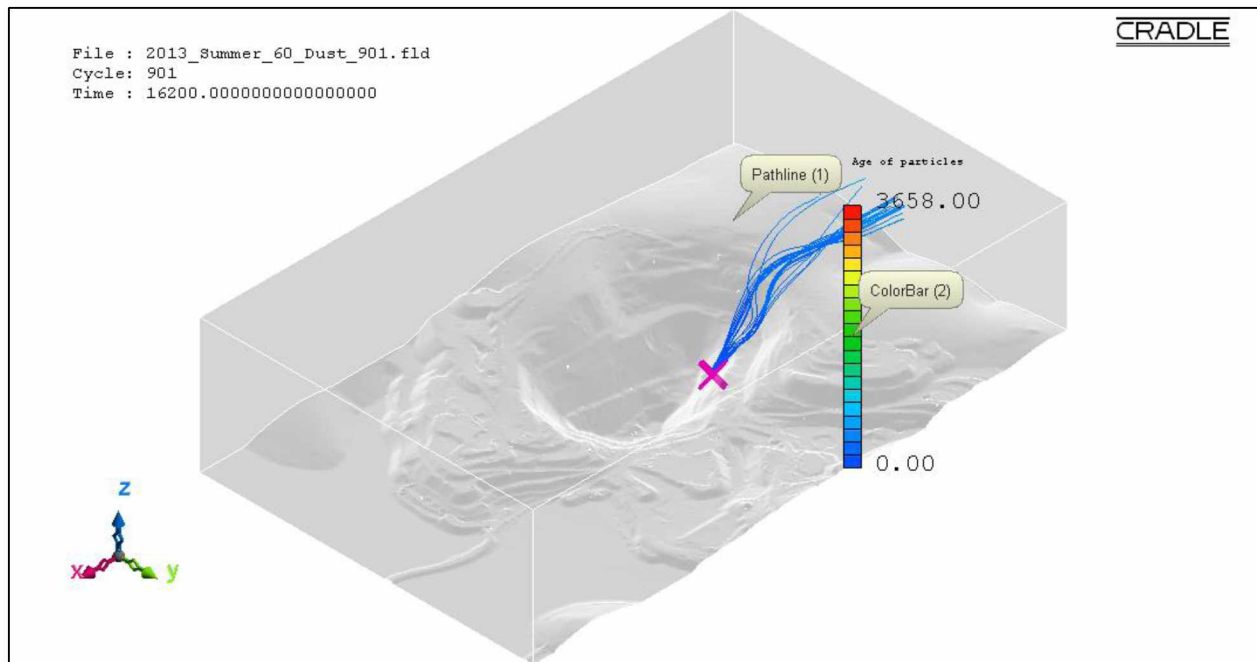 CRADLE
File : 2013_Summer_60_Dust_901.fld
Cycle: 901
Time : 16200.0000000000000000
Age of particles
Pathline (1)
3658.00
ColorBar (2)
0.00
z
x
y